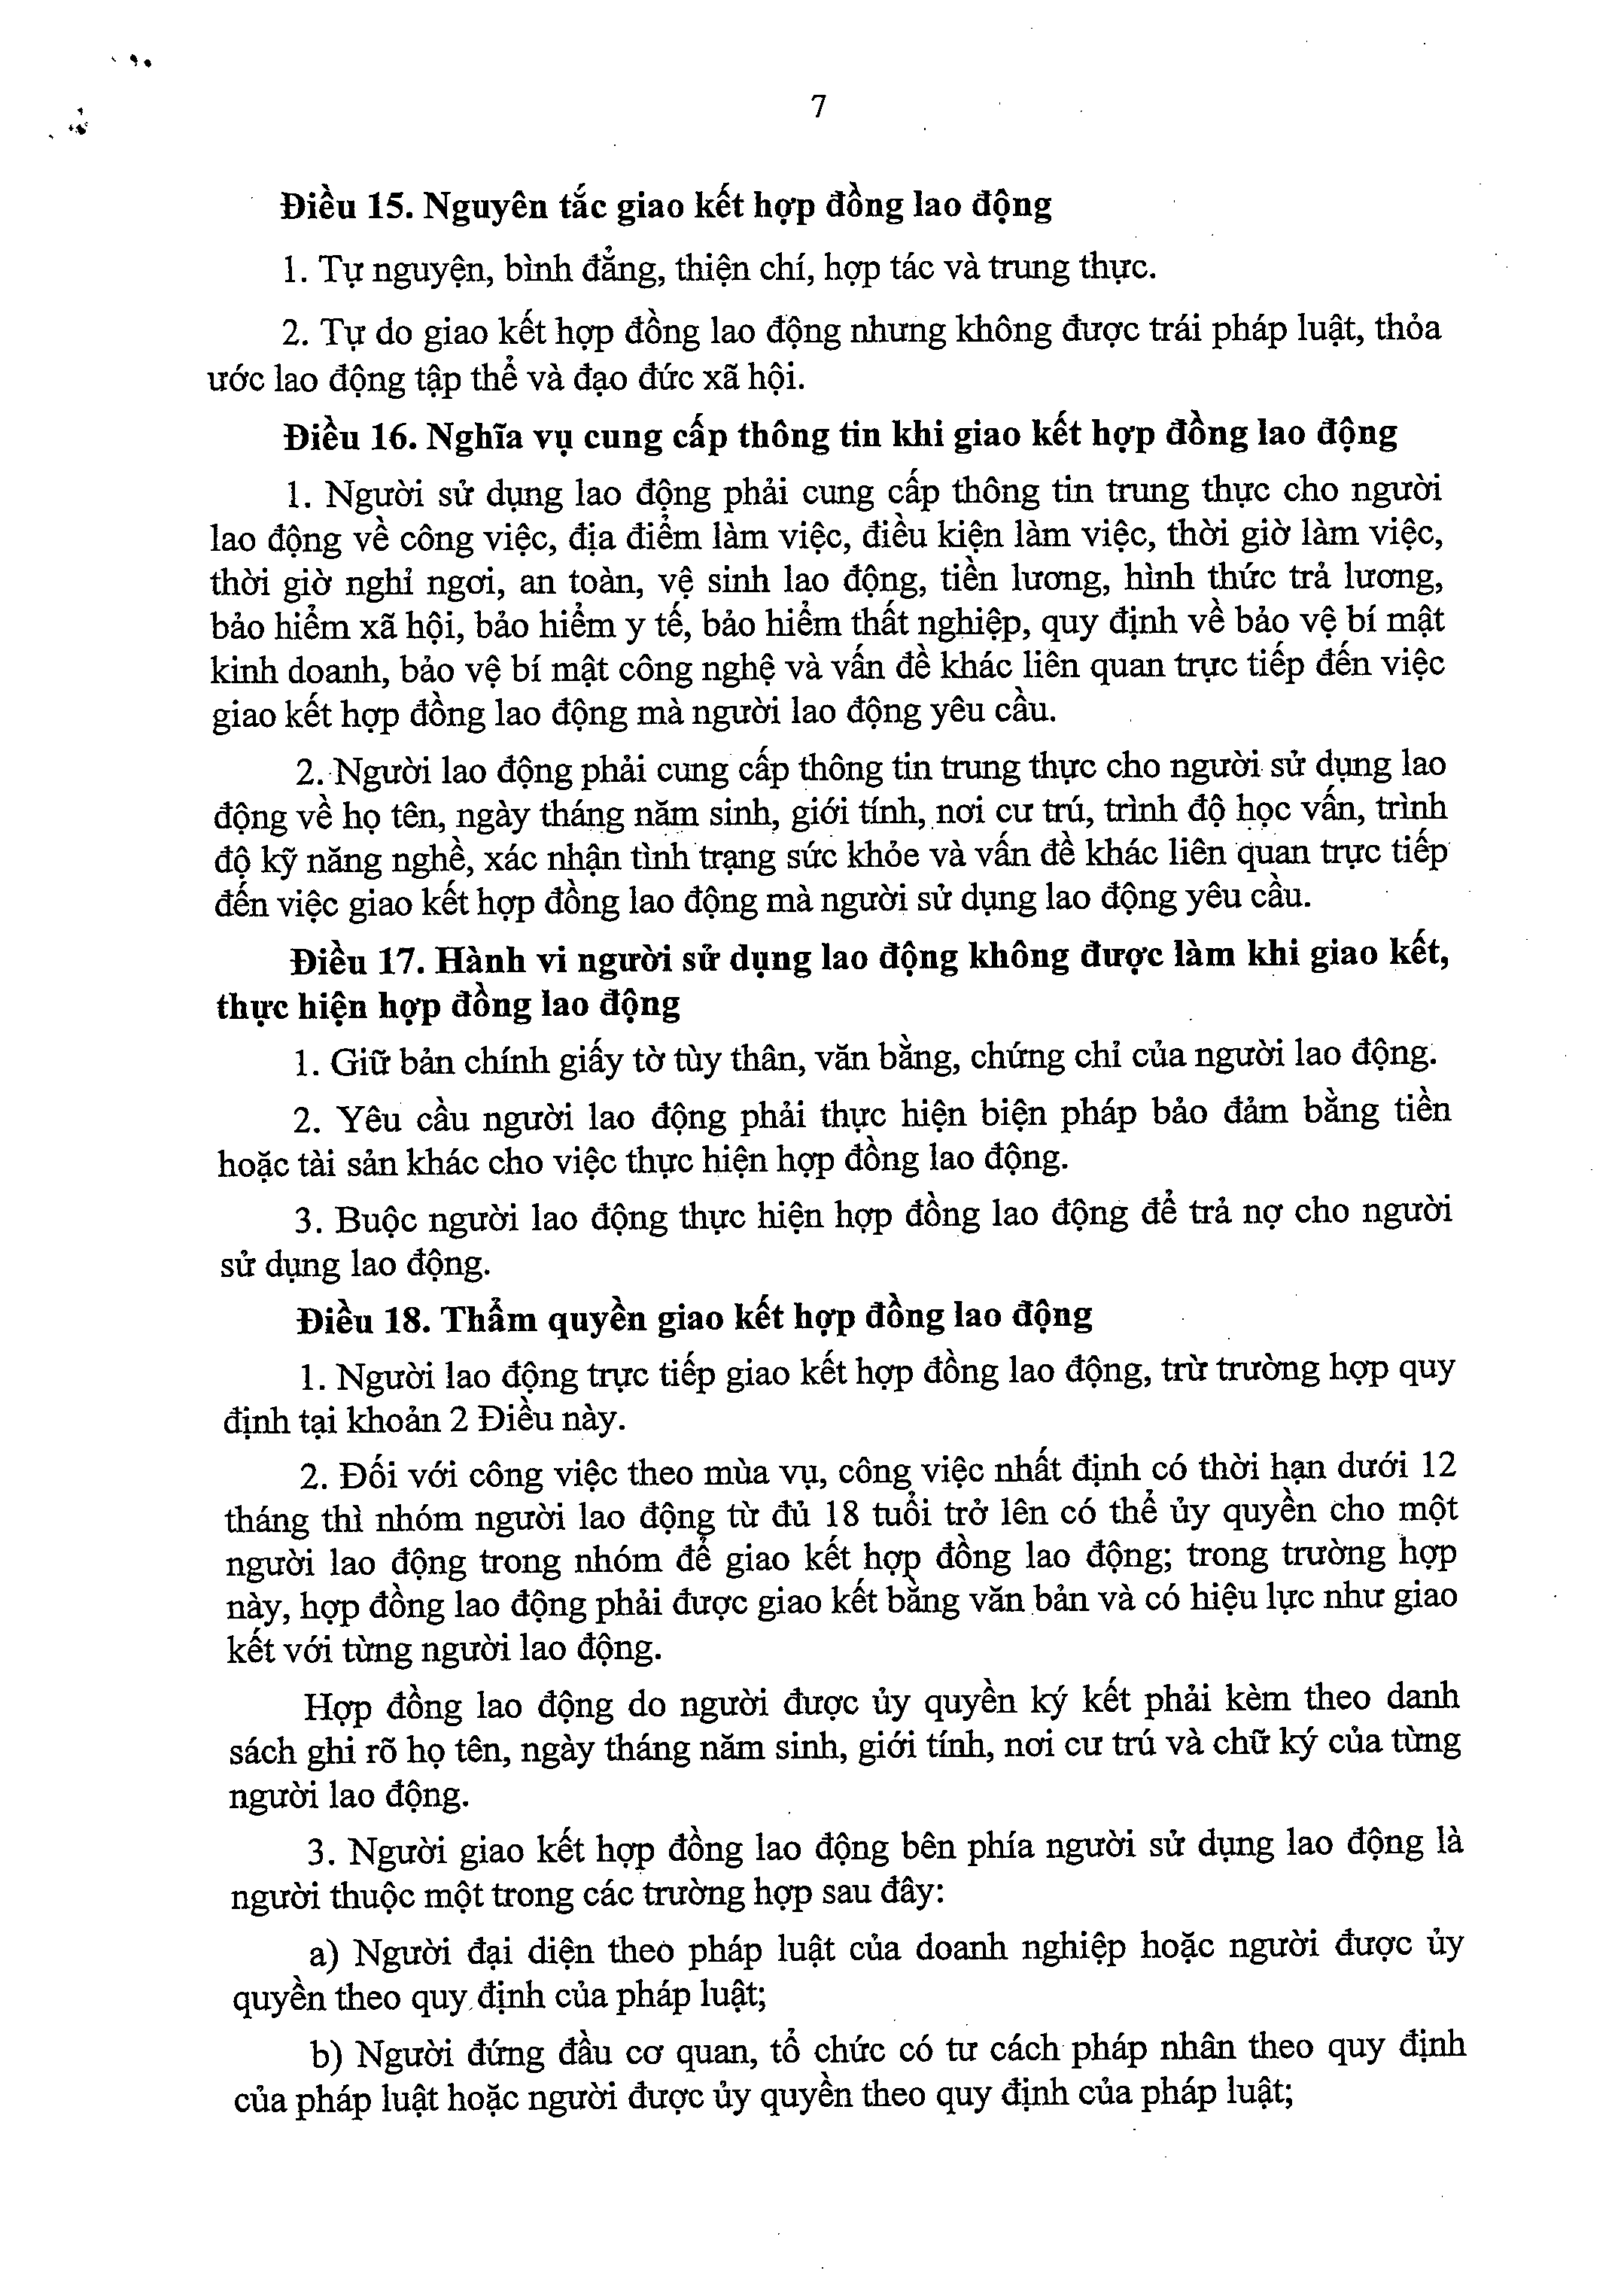 7
Điều 15. Nguyên tắc giao kết hợp đồng lao động
1. Tự nguyện, bình đẳng, thiện chí, hợp tác và trung thực.
2. Tự do giao kết hợp đồng lao động nhưng không được trái pháp luật, thỏa
ước lao động tập thể và đạo đức xã hội.
Điều 16. Nghĩa vụ cung cấp thông tin khi giao kết hợp đồng lao động
1. Người sử dụng lao động phải cung cấp thông tin trung thực cho người
lao động về công việc, địa điểm làm việc, điều kiện làm việc, thời giờ làm việc,
thời giờ nghỉ ngơi, an toàn, vệ sinh lao động, tiền lương, hình thức trả lương,
bảo hiểm xã hội, bảo hiểm y tế, bảo hiểm thất nghiệp, quy định về bảo vệ bí mật
kinh doanh, bảo vệ bí mật công nghệ và vấn đề khác liên quan trực tiếp đến việc
giao kết hợp đồng lao động mà người lao động yêu cầu.
2. Người lao động phải cung cấp thông tin trung thực cho người sử dụng lao
động về họ tên, ngày tháng năm sinh, giới tính, nơi cư trú, trình độ học vấn, trình
độ kỹ năng nghề, xác nhận tình trạng sức khỏe và vấn đề khác liên quan trực tiếp
đến việc giao kết hợp đồng lao động mà người sử dụng lao động yêu cầu.
Điều 17. Hành vi người sử dụng lao động không được làm khi giao kết,
thực hiện hợp đồng lao động
1. Giữ bản chính giấy tờ tùy thân, văn bằng, chứng chỉ của người lao động.
2. Yêu cầu người lao động phải thực hiện biện pháp bảo đảm bằng tiền
hoặc tài sản khác cho việc thực hiện hợp đồng lao động.
3. Buộc người lao động thực hiện hợp đồng lao động để trả nợ cho người
sử dụng lao động.
Điều 18. Thẩm quyền giao kết hợp đồng lao động
1. Người lao động trực tiếp giao kết hợp đồng lao động, trừ trường hợp quy
định tại khoản 2 Điều này.
2. Đối với công việc theo mùa vụ, công việc nhất định có thời hạn dưới 12
tháng thì nhóm người lao động từ đủ 18 tuổi trở lên có thể ủy quyền cho một
người lao động trong nhóm để giao kết hợp đồng lao động; trong trường hợp
này, hợp đồng lao động phải được giao kết bằng văn bản và có hiệu lực như giao
kết với từng người lao động.
Hợp đồng lao động do người được ủy quyền ký kết phải kèm theo danh
sách ghi rõ họ tên, ngày tháng năm sinh, giới tính, nơi cư trú và chữ ký của từng
người lao động.
3. Người giao kết hợp đồng lao động bên phía người sử dụng lao động là
người thuộc một trong các trường hợp sau đây:
a) Người đại diện theo pháp luật của doanh nghiệp hoặc người được ủy
quyền theo quy định của pháp luật;
b) Người đứng đầu cơ quan, tổ chức có tư cách pháp nhân theo quy định
của pháp luật hoặc người được ủy quyền theo quy định của pháp luật;